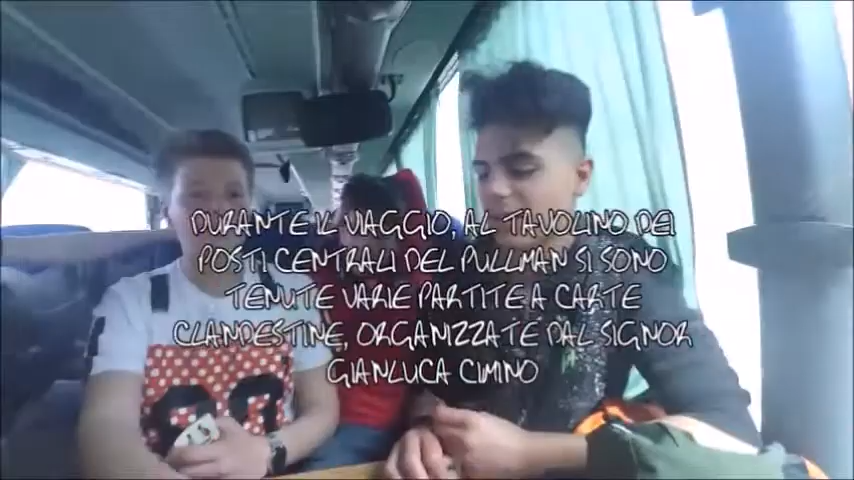 DURANTE IL VIAGGIO, AL TAVOLINO DEI
POSTI CENTRALI DEL PULLMAN SI SONO
TENUTE VARIE PARTITE A CARTE
CLANDESTINE, ORGANIZZATE DAL SIGNOR
GIANLUCA CIMINO